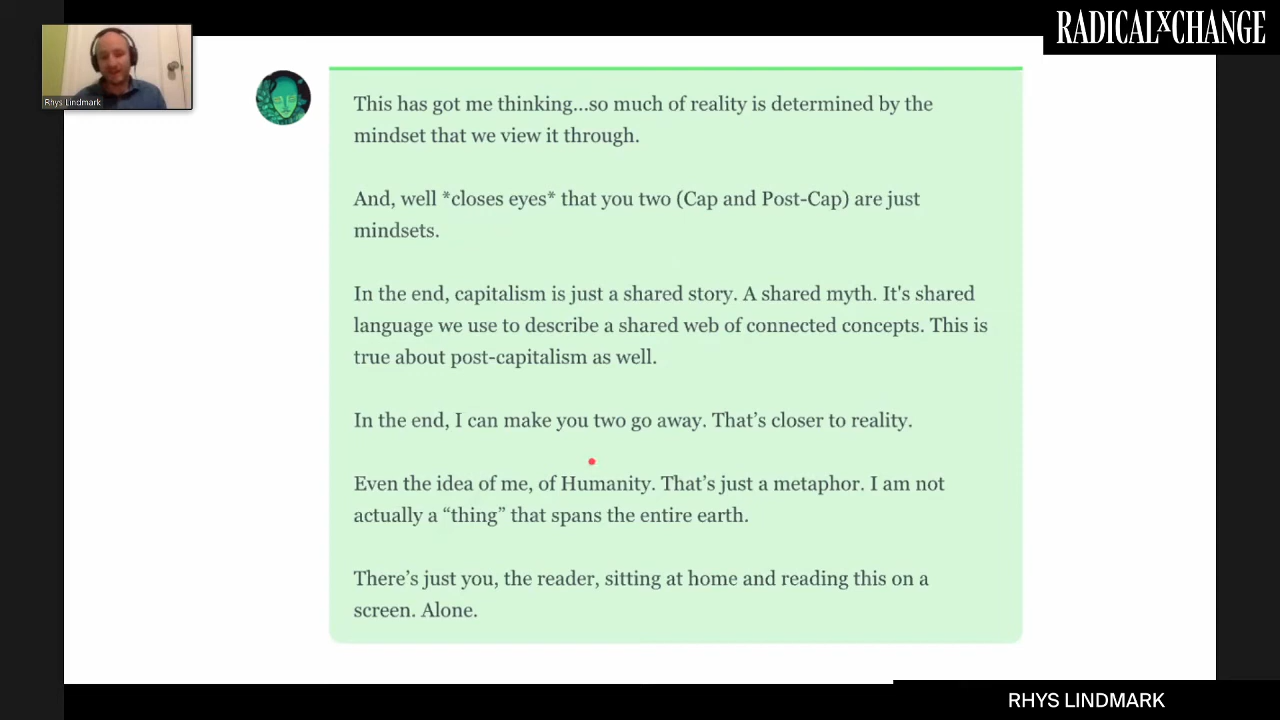 RADICALXCHANGE
Rhys Lindmark
This has got me thinking...so much of reality is determined by the
mindset that we view it through.
And, well *closes eyes* that you two (Cap and Post-Cap) are just
mindsets.
In the end, capitalism is just a shared story. A shared myth. It's shared
language we use to describe a shared web of connected concepts. This is
true about post-capitalism as well.
In the end, I can make you two go away. That’s closer to reality.
Even the idea of me, of Humanity. That’s just a metaphor. I am not
actually a “thing” that spans the entire earth.
There’s just you, the reader, sitting at home and reading this on a
screen. Alone.
RHYS LINDMARK